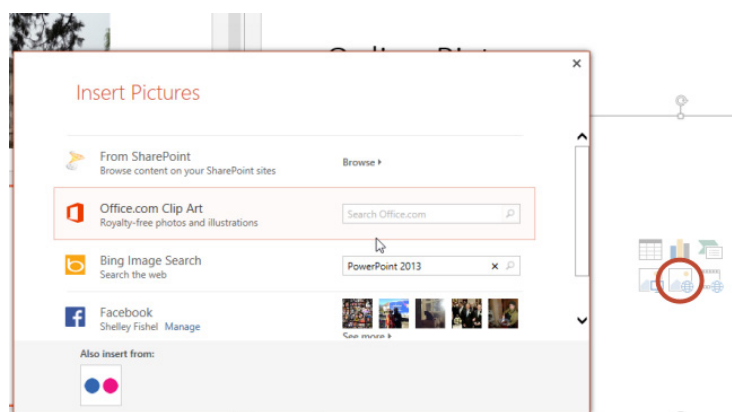 Insert Pictures
From SharePoint
Browse content on your SharePoint sites
Browse
Office.com Clip Art
Royalty-free photos and illustrations
Search Office.com
Bing Image Search
Search the web
PowerPoint 2013
Facebook
Shelley Fishel Manage
See more
Also insert from: